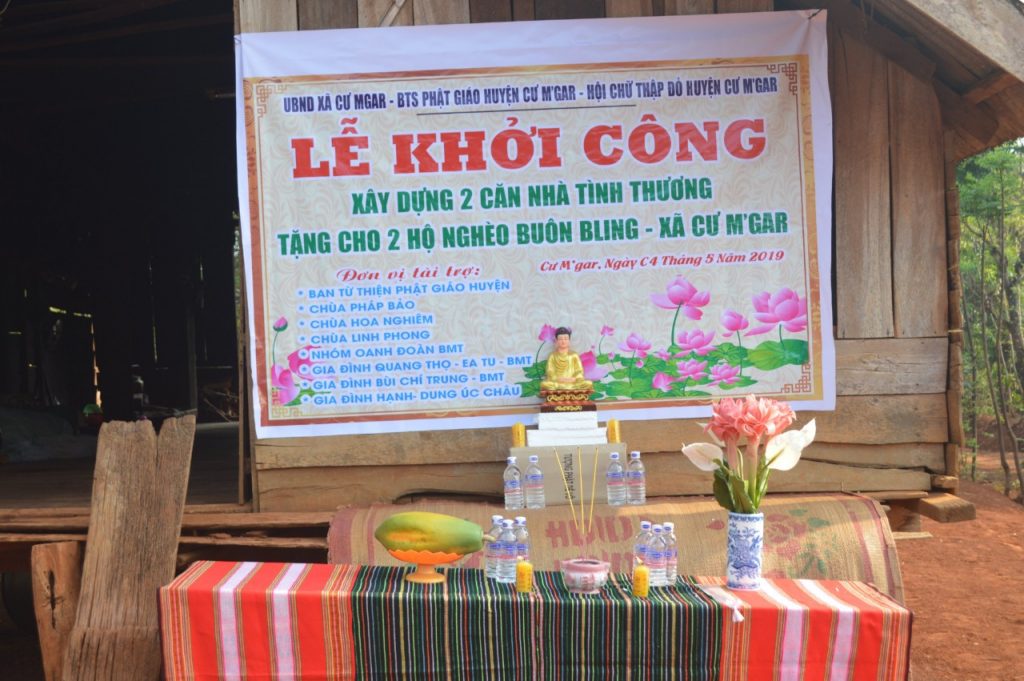 UBND XÃ CƯ MGAR - BTS PHẬT GIÁO HUYỆN CƯ M'GAR - HỘI CHỮ THẬP ĐỎ HUYỆN CƯ M'GAR
LỄ KHỞI CÔNG
XÂY DỰNG 2 CĂN NHÀ TÌNH THƯƠNG
TẶNG CHO 2 HỘ NGHÈO BUÔN BLING - XÃ CƯ M'GAR
Cư M'gar, Ngày C4 Tháng 5 Năm 2019
Đơn vị tài trợ:
* BAN TỪ THIỆN PHẬT GIÁO HUYỆN
* CHÙA PHÁP BẢO
* CHÙA HOA NGHIÊM
* CHÙA LINH PHONG
* NHÓM OANH ĐOÀN BMT
* GIA ĐÌNH QUANG THỌ - EA TU - BMT
* GIA ĐÌNH BÙI CHÍ TRUNG - BMT
* GIA ĐÌNH HẠNH- DUNG ÚC CHÂU
TƯỢNG PHẬT